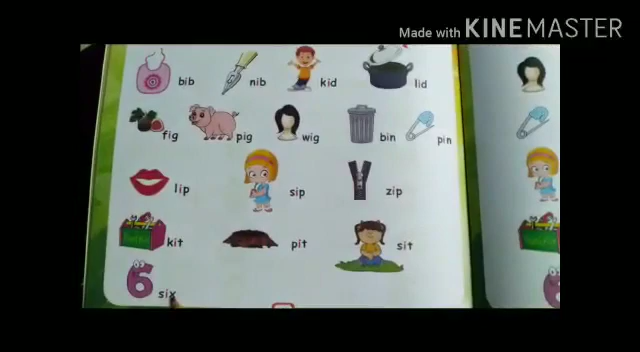 Made with KINEMASTER
bib nib kid lid
fig pig wig bin pin
lip sip zip
kit pit sit
6
six